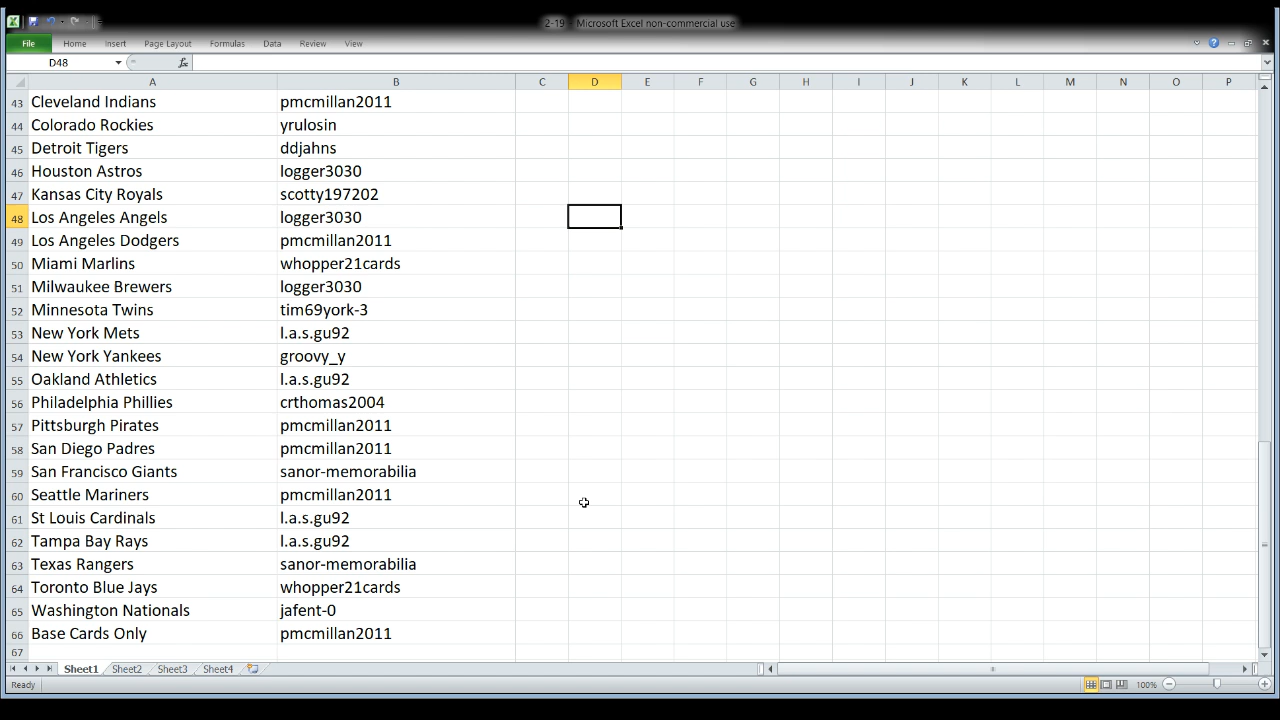 2-19 - Microsoft Excel non-commercial use
File Home Insert Page Layout Formulas Data Review View
D48 fx
A B C D E F G H I J K L M N O P
43 Cleveland Indians pmcmillan2011
44 Colorado Rockies yrulosin
45 Detroit Tigers ddjahns
46 Houston Astros logger3030
47 Kansas City Royals scotty197202
48 Los Angeles Angels logger3030
49 Los Angeles Dodgers pmcmillan2011
50 Miami Marlins whopper21cards
51 Milwaukee Brewers logger3030
52 Minnesota Twins tim69york-3
53 New York Mets l.a.s.gu92
54 New York Yankees groovy_y
55 Oakland Athletics l.a.s.gu92
56 Philadelphia Phillies crthomas2004
57 Pittsburgh Pirates pmcmillan2011
58 San Diego Padres pmcmillan2011
59 San Francisco Giants sanor-memorabilia
60 Seattle Mariners pmcmillan2011
61 St Louis Cardinals l.a.s.gu92
62 Tampa Bay Rays l.a.s.gu92
63 Texas Rangers sanor-memorabilia
64 Toronto Blue Jays whopper21cards
65 Washington Nationals jafent-0
66 Base Cards Only pmcmillan2011
67
Sheet1 Sheet2 Sheet3 Sheet4
Ready 100%